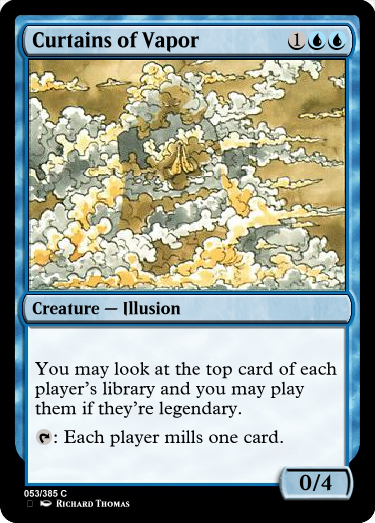 Curtains of Vapor 1
Creature — Illusion
You may look at the top card of each
player's library and you may play
them if they're legendary.
: Each player mills one card.
0/4
053/385 C
Richard Thomas